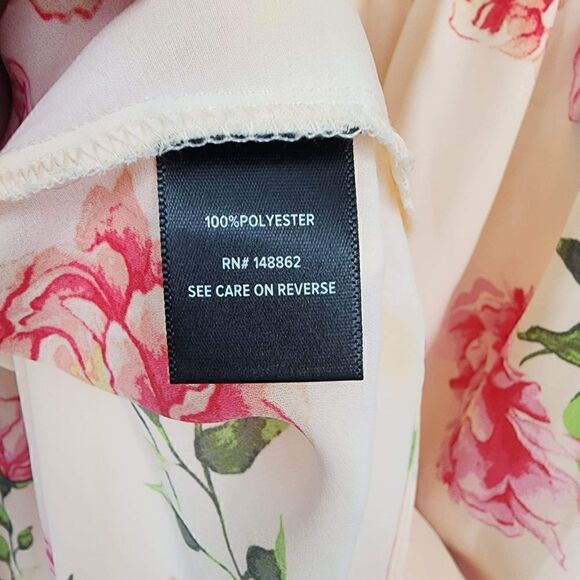 100%POLYESTER
RN# 148862
SEE CARE ON REVERSE